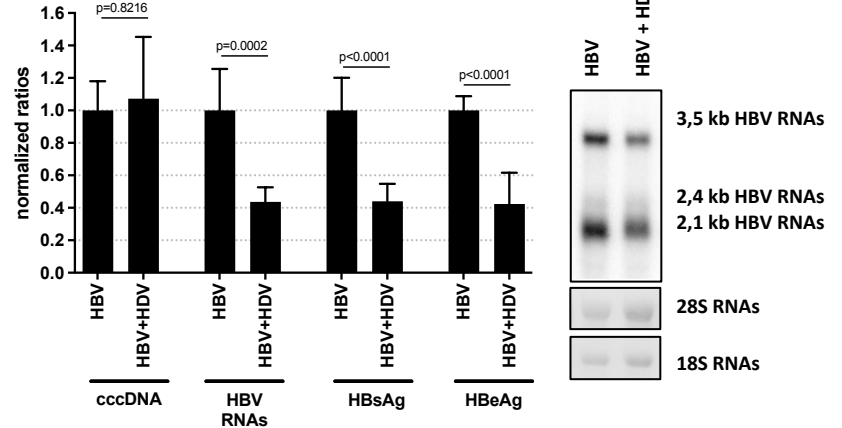 normalized ratios
1.6
1.4
1.2
1.0
0.8
0.6
0.4
0.2
0.0
p=0.8216
p=0.0002
p<0.0001
p<0.0001
HBV
HBV+HDV
HBV
HBV+HDV
HBV
HBV+HDV
HBV
HBV+HDV
cccDNA
HBV
RNAs
HBsAg
HBeAg
HBV
HBV + HD
3,5 kb HBV RNAs
2,4 kb HBV RNAs
2,1 kb HBV RNAs
28S RNAs
18S RNAs